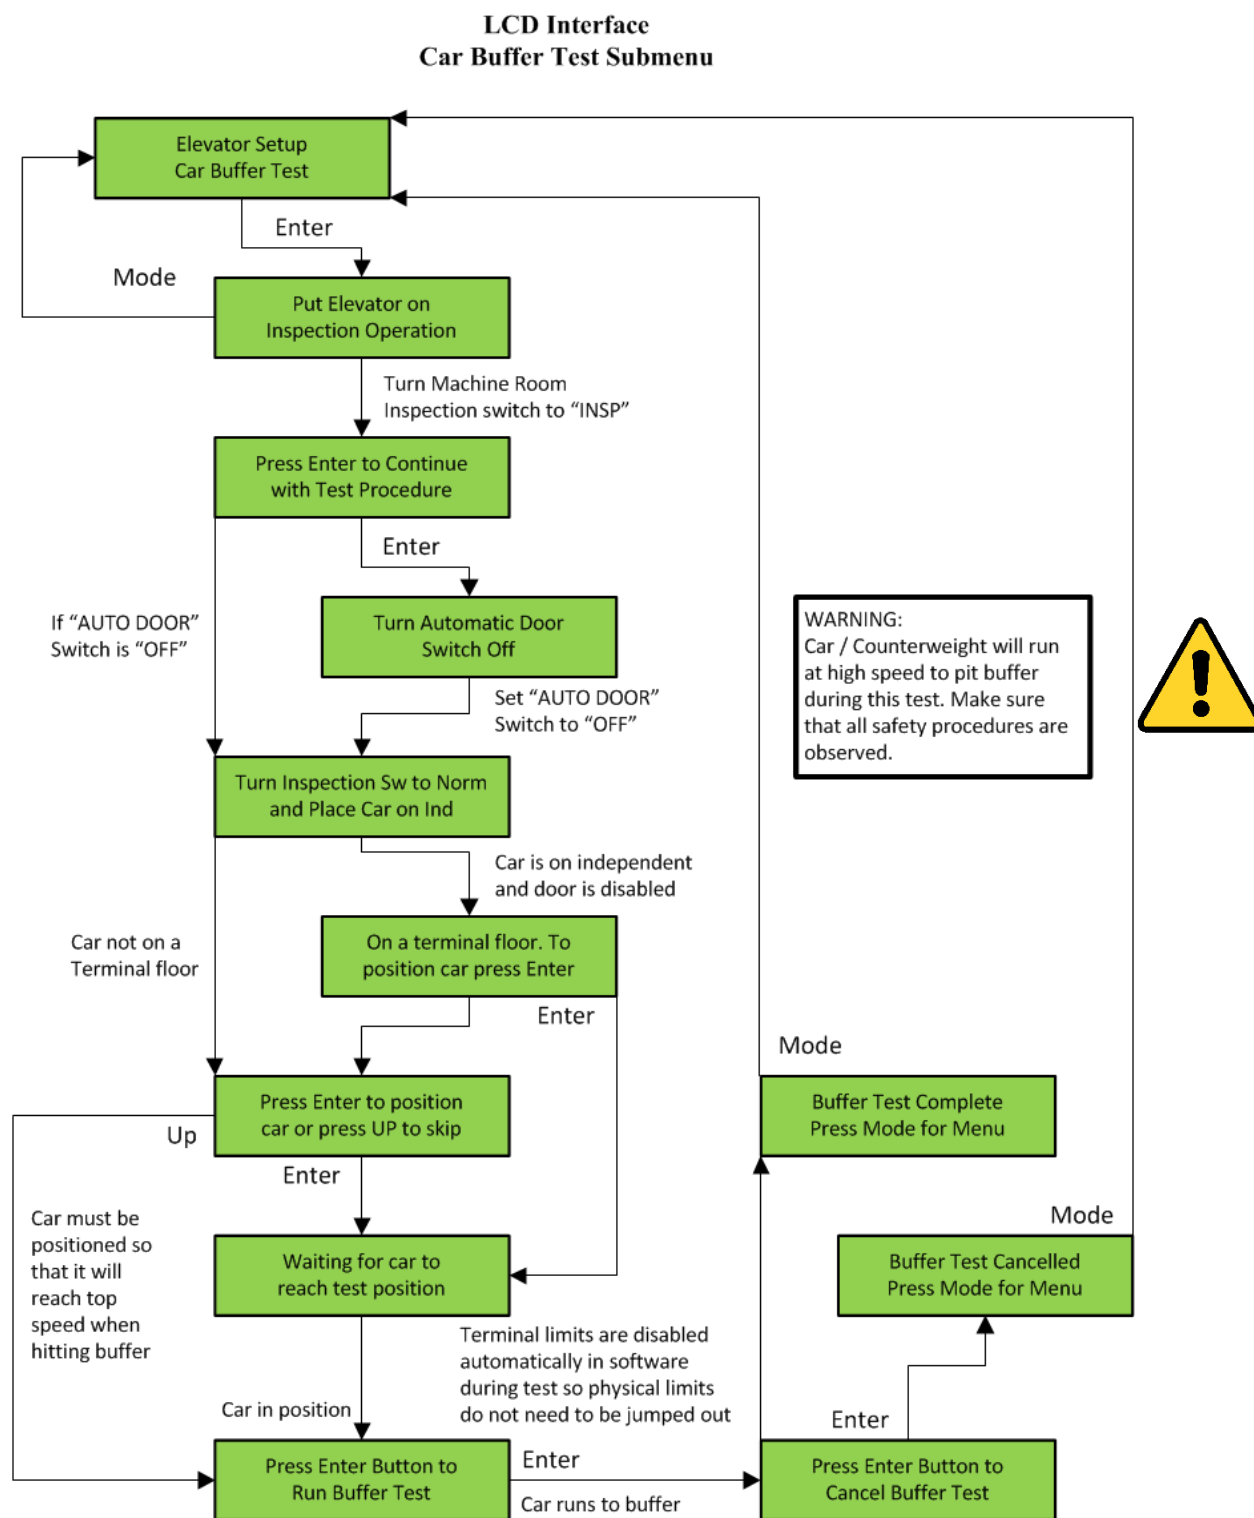 LCD Interface
Car Buffer Test Submenu
Elevator Setup
Car Buffer Test
Enter
Mode
Put Elevator on
Inspection Operation
Turn Machine Room
Inspection switch to “INSP”
Press Enter to Continue
with Test Procedure
Enter
If “AUTO DOOR”
Switch is “OFF”
Turn Automatic Door
Switch Off
WARNING:
Car / Counterweight will run
at high speed to pit buffer
during this test. Make sure
that all safety procedures are
observed.
Set “AUTO DOOR”
Switch to “OFF”
Turn Inspection Sw to Norm
and Place Car on Ind
Car is on independent
and door is disabled
Car not on a
Terminal floor
On a terminal floor. To
position car press Enter
Enter
Mode
Press Enter to position
car or press UP to skip
Up
Enter
Buffer Test Complete
Press Mode for Menu
Car must be
positioned so
that it will
reach top
speed when
hitting buffer
Mode
Waiting for car to
reach test position
Buffer Test Cancelled
Press Mode for Menu
Terminal limits are disabled
automatically in software
during test so physical limits
do not need to be jumped out
Car in position
Enter
Press Enter Button to
Run Buffer Test
Enter
Car runs to buffer
Press Enter Button to
Cancel Buffer Test